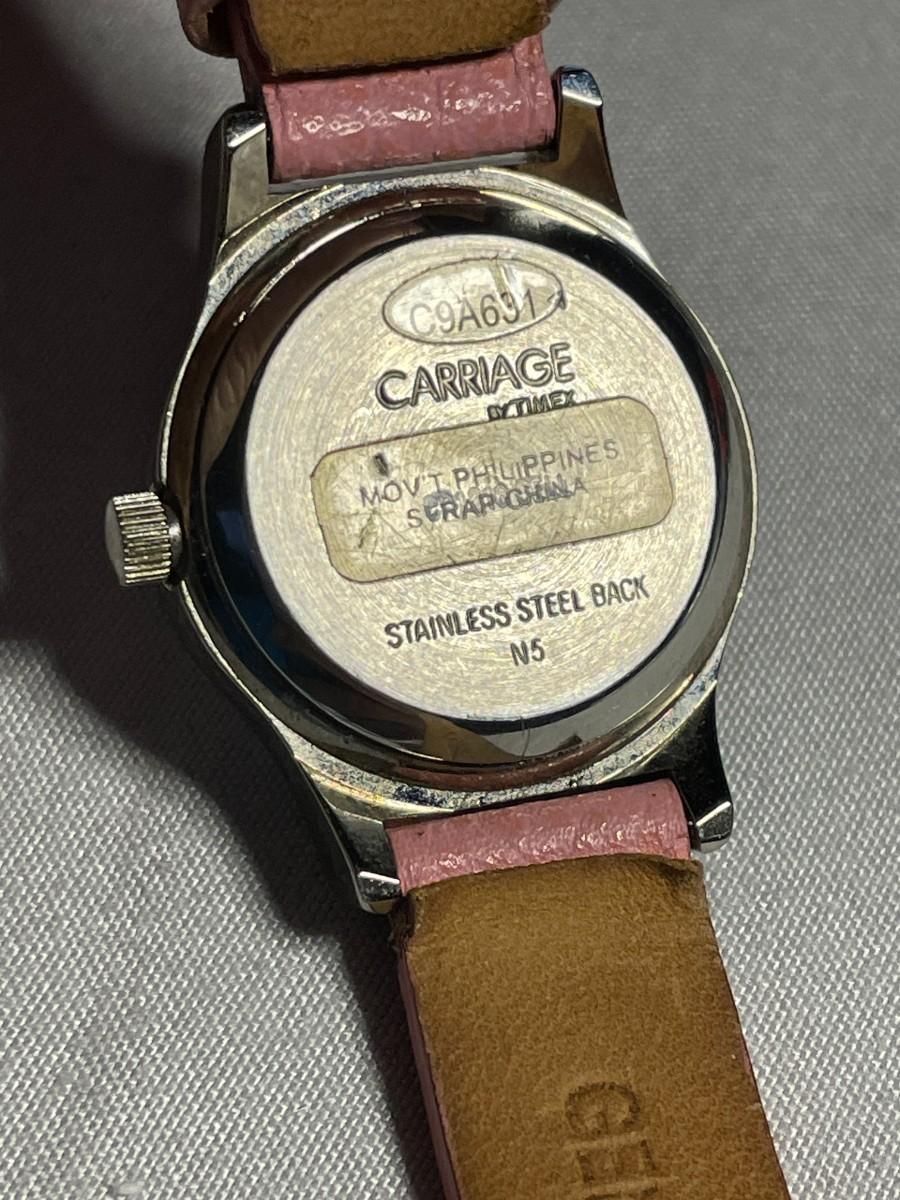 C9A631
CARRIAGE
BY TIMEX
MOV'T PHILIPPINES
STRAP CHINA
STAINLESS STEEL BACK
N5